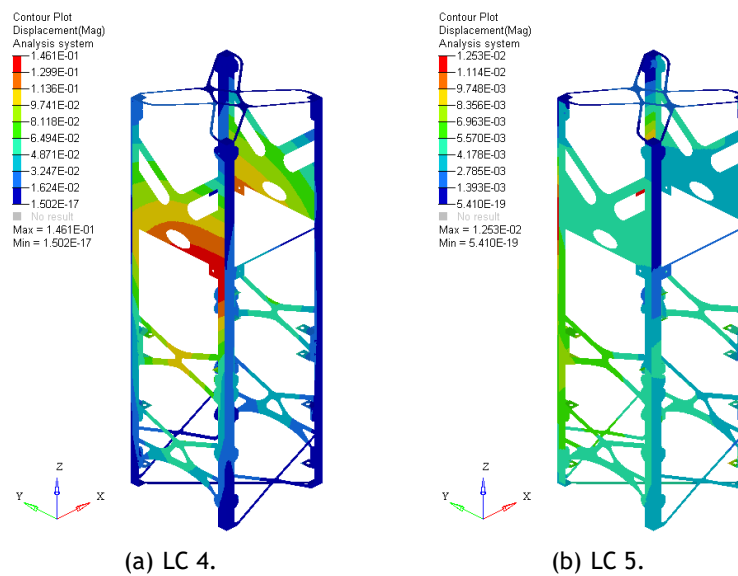 Contour Plot
Displacement(Mag)
Analysis system
1.461E-01
1.299E-01
1.136E-01
9.741E-02
8.118E-02
6.494E-02
4.871E-02
3.247E-02
1.624E-02
1.502E-17
No result
Max = 1.461E-01
Min = 1.502E-17
Z
Y
X
(a) LC 4.
Contour Plot
Displacement(Mag)
Analysis system
1.253E-02
1.114E-02
9.748E-03
8.356E-03
6.963E-03
5.570E-03
4.178E-03
2.785E-03
1.393E-03
5.410E-19
No result
Max = 1.253E-02
Min = 5.410E-19
Z
Y
X
(b) LC 5.